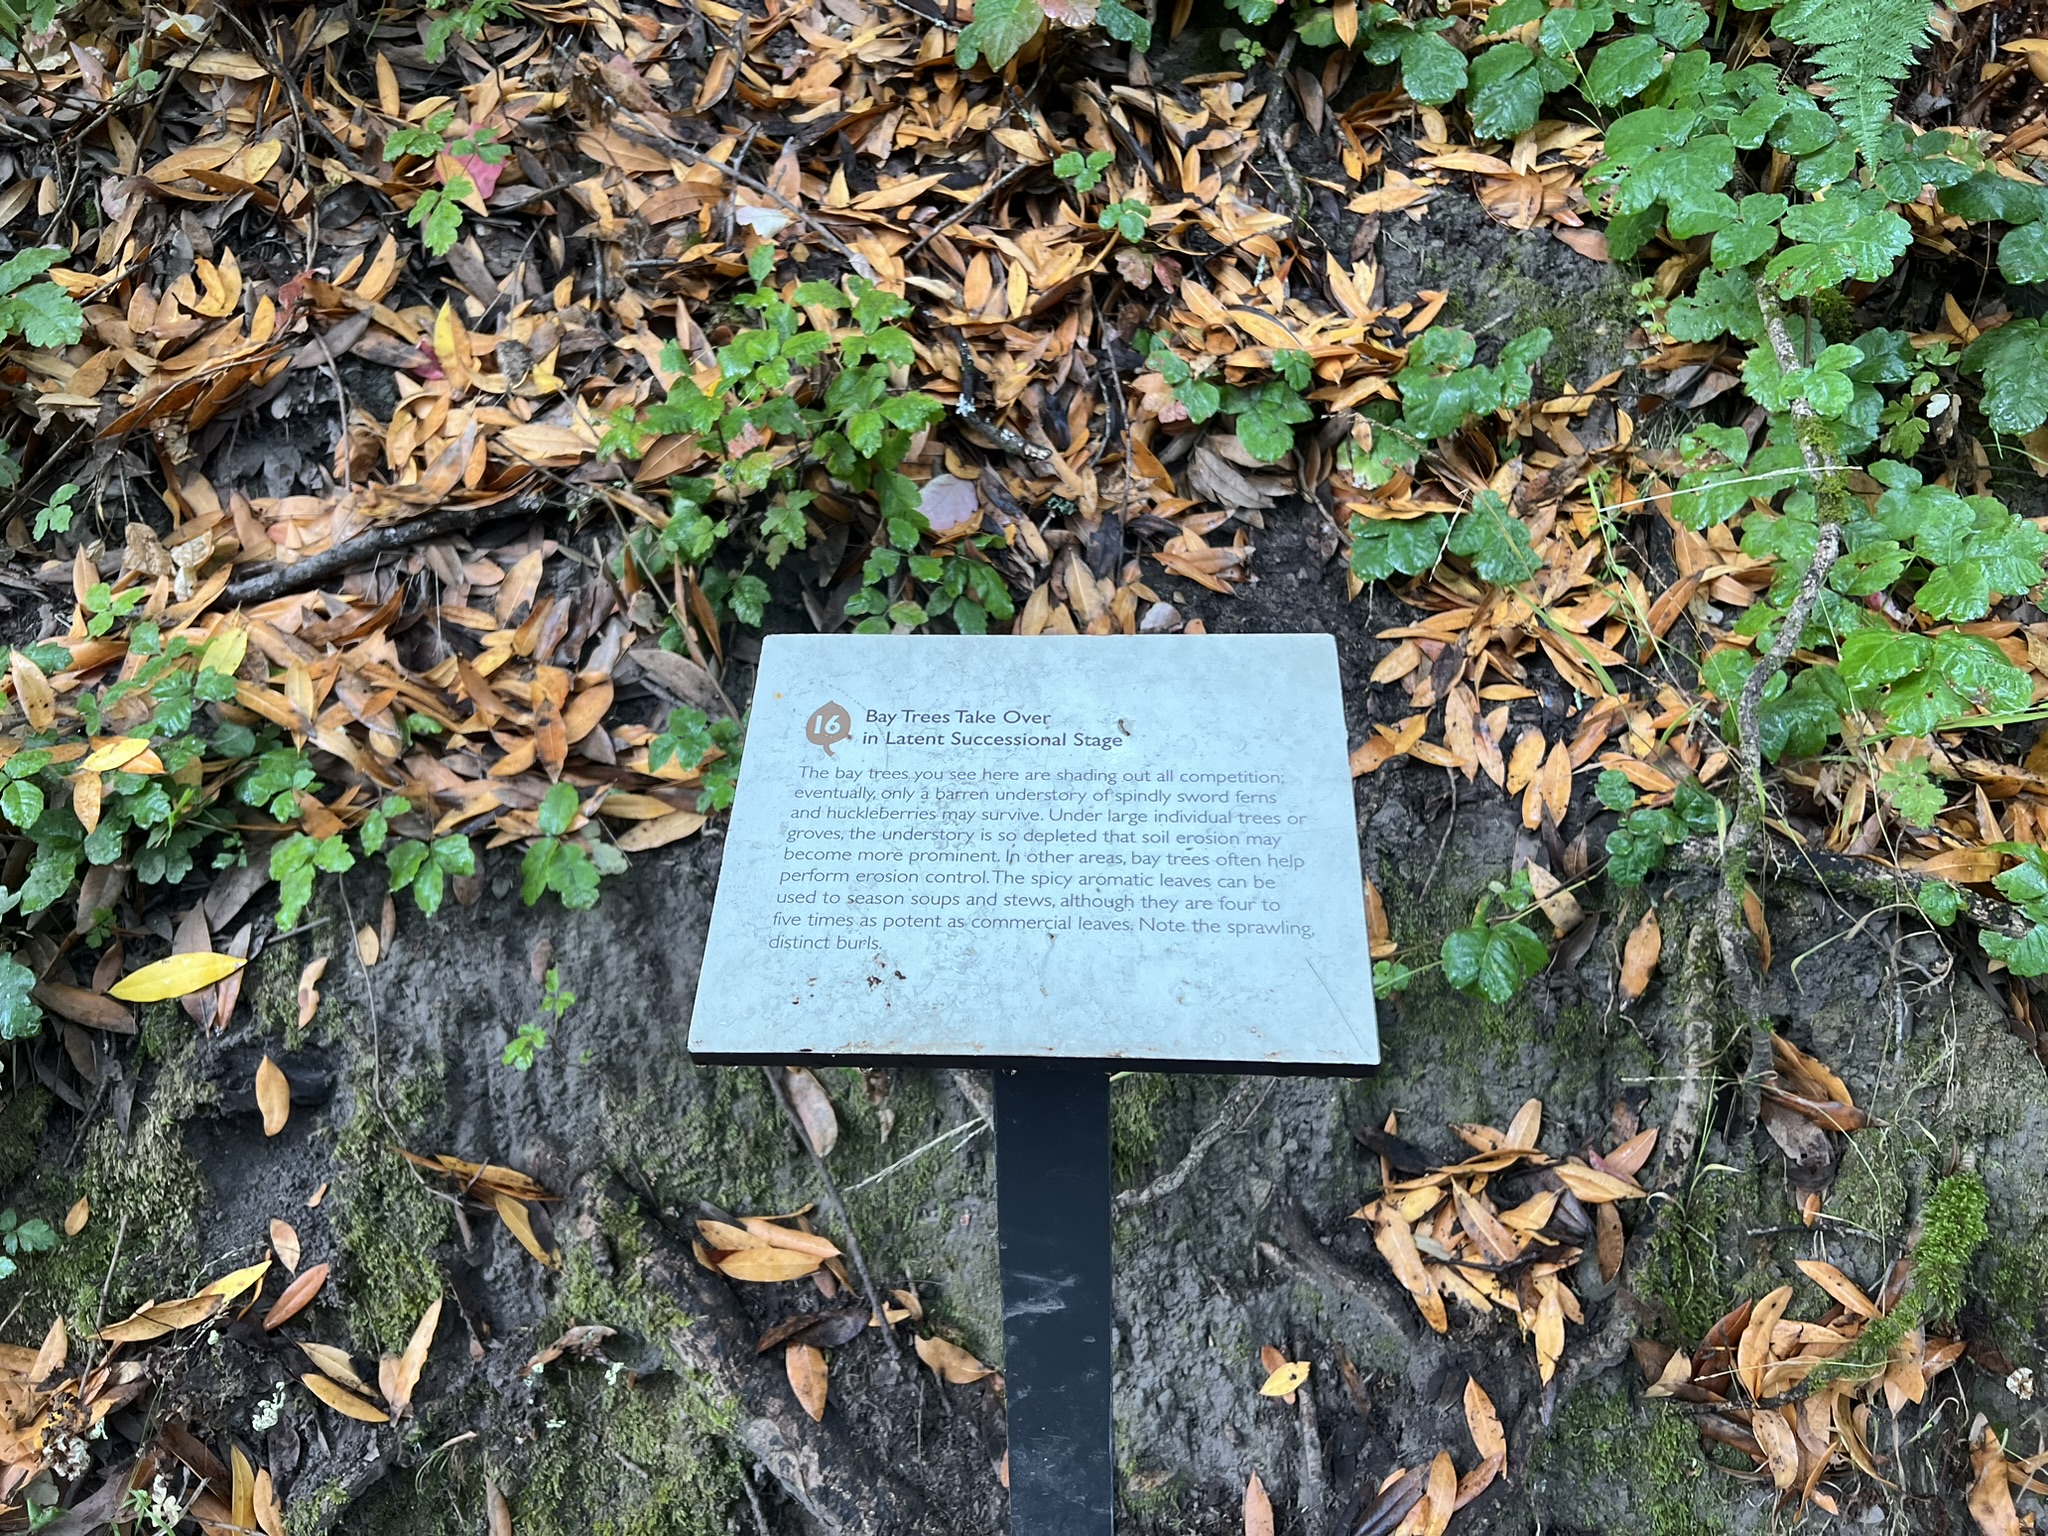 16
Bay Trees Take Over
in Latent Successional Stage
The bay trees you see here are shading out all competition;
eventually, only a barren understory of spindly sword ferns
and huckleberries may survive. Under large individual trees or
groves, the understory is so depleted that soil erosion may
become more prominent. In other areas, bay trees often help
perform erosion control. The spicy aromatic leaves can be
used to season soups and stews, although they are four to
five times as potent as commercial leaves. Note the sprawling,
distinct burls.